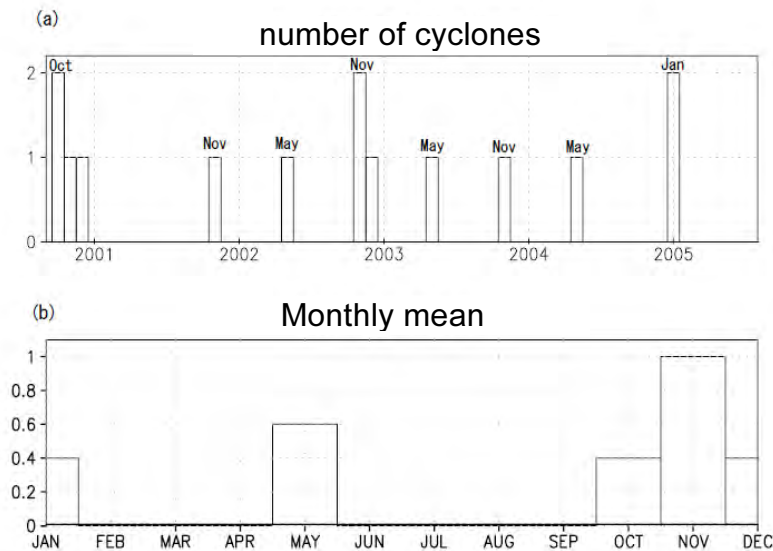 (a)
number of cyclones
2
Oct
Nov
Jan
1
Nov
May
May
Nov
May
0
2001 2002 2003 2004 2005
(b)
Monthly mean
1
0.8
0.6
0.4
0.2
0
JAN FEB MAR APR MAY JUN JUL AUG SEP OCT NOV DEC